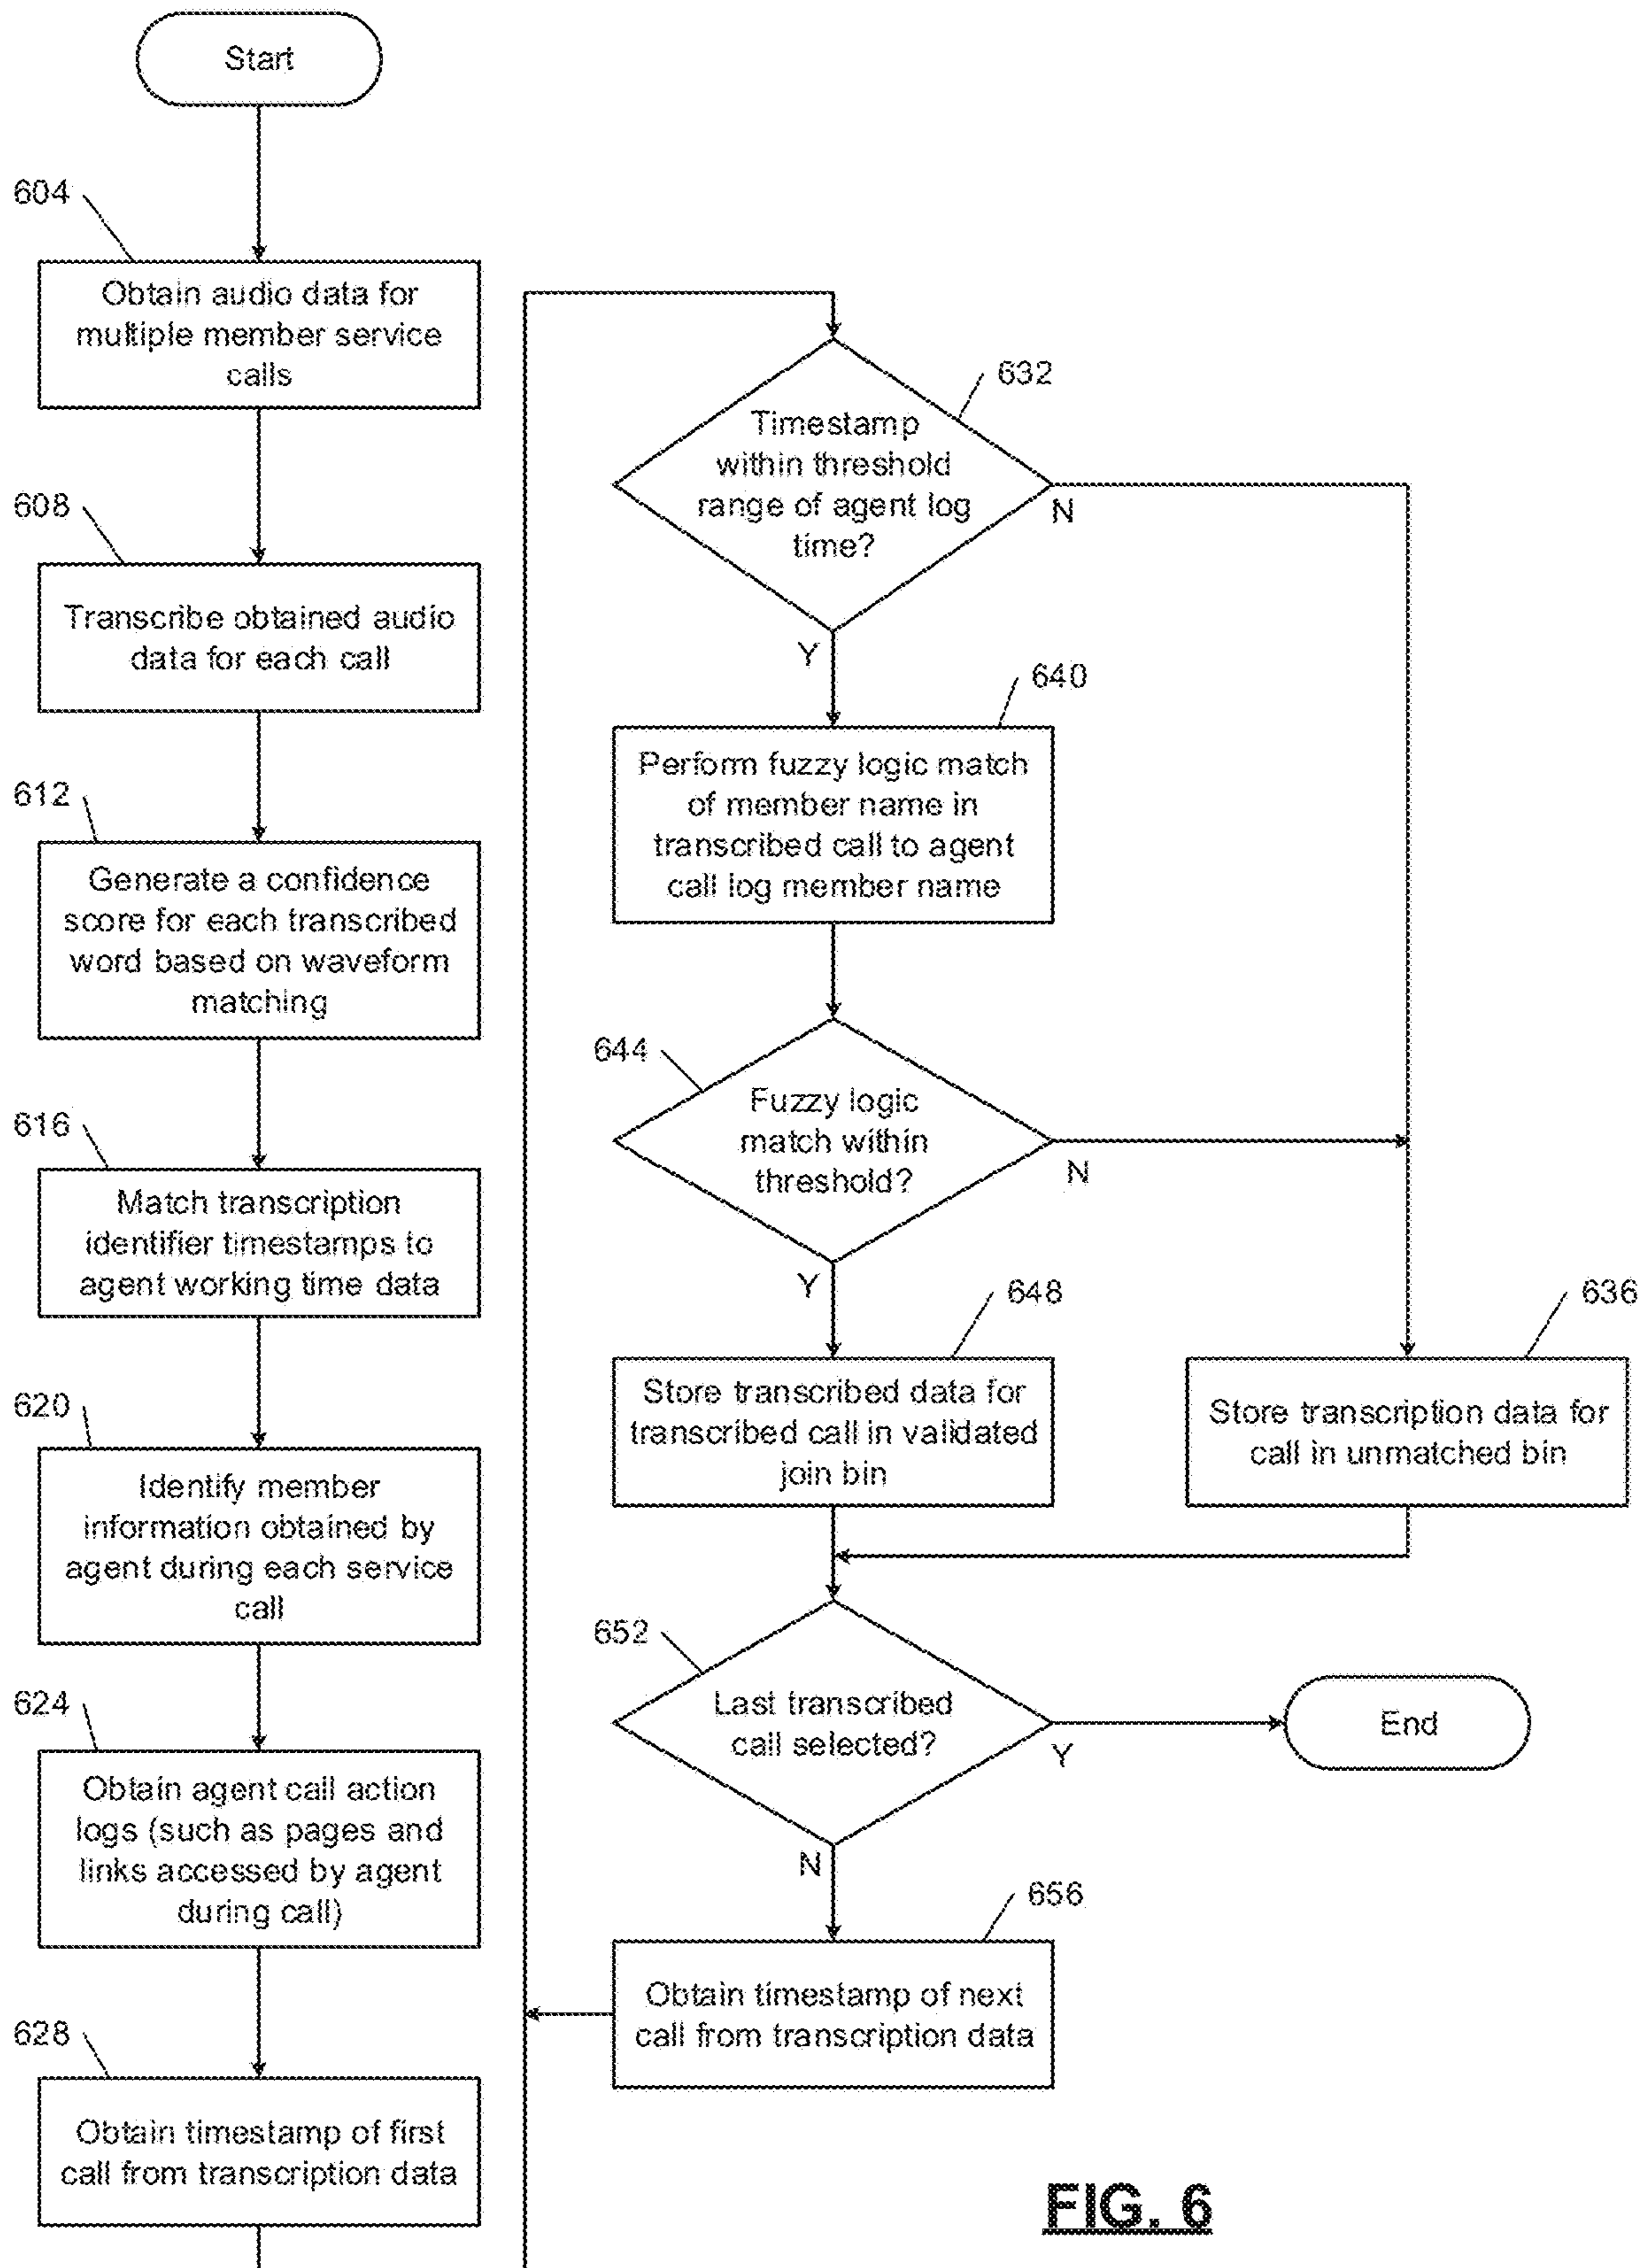 Start
604
Obtain audio data for
multiple member service
calls
608
Transcribe obtained audio
data for each call
612
Generate a confidence
score for each transcribed
word based on waveform
matching
616
Match transcription
identifier timestamps to
agent working time data
620
Identify member
information obtained by
agent during each service
call
624
Obtain agent call action
logs (such as pages and
links accessed by agent
during call)
628
Obtain timestamp of first
call from transcription data
632
Timestamp
within threshold
range of agent log
time?
N
Y
640
Perform fuzzy logic match
of member name in
transcribed call to agent
call log member name
644
Fuzzy logic
match within
threshold?
N
Y
648
Store transcribed data for
transcribed call in validated
join bin
636
Store transcription data for
call in unmatched bin
652
Last transcribed
call selected?
Y
End
N
656
Obtain timestamp of next
call from transcription data
FIG. 6